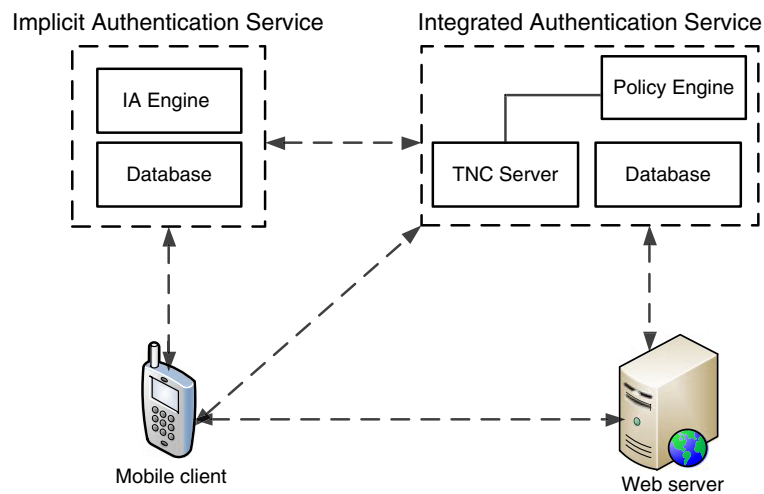 Implicit Authentication Service
Integrated Authentication Service
IA Engine
Database
Policy Engine
TNC Server
Database
Mobile client
Web server